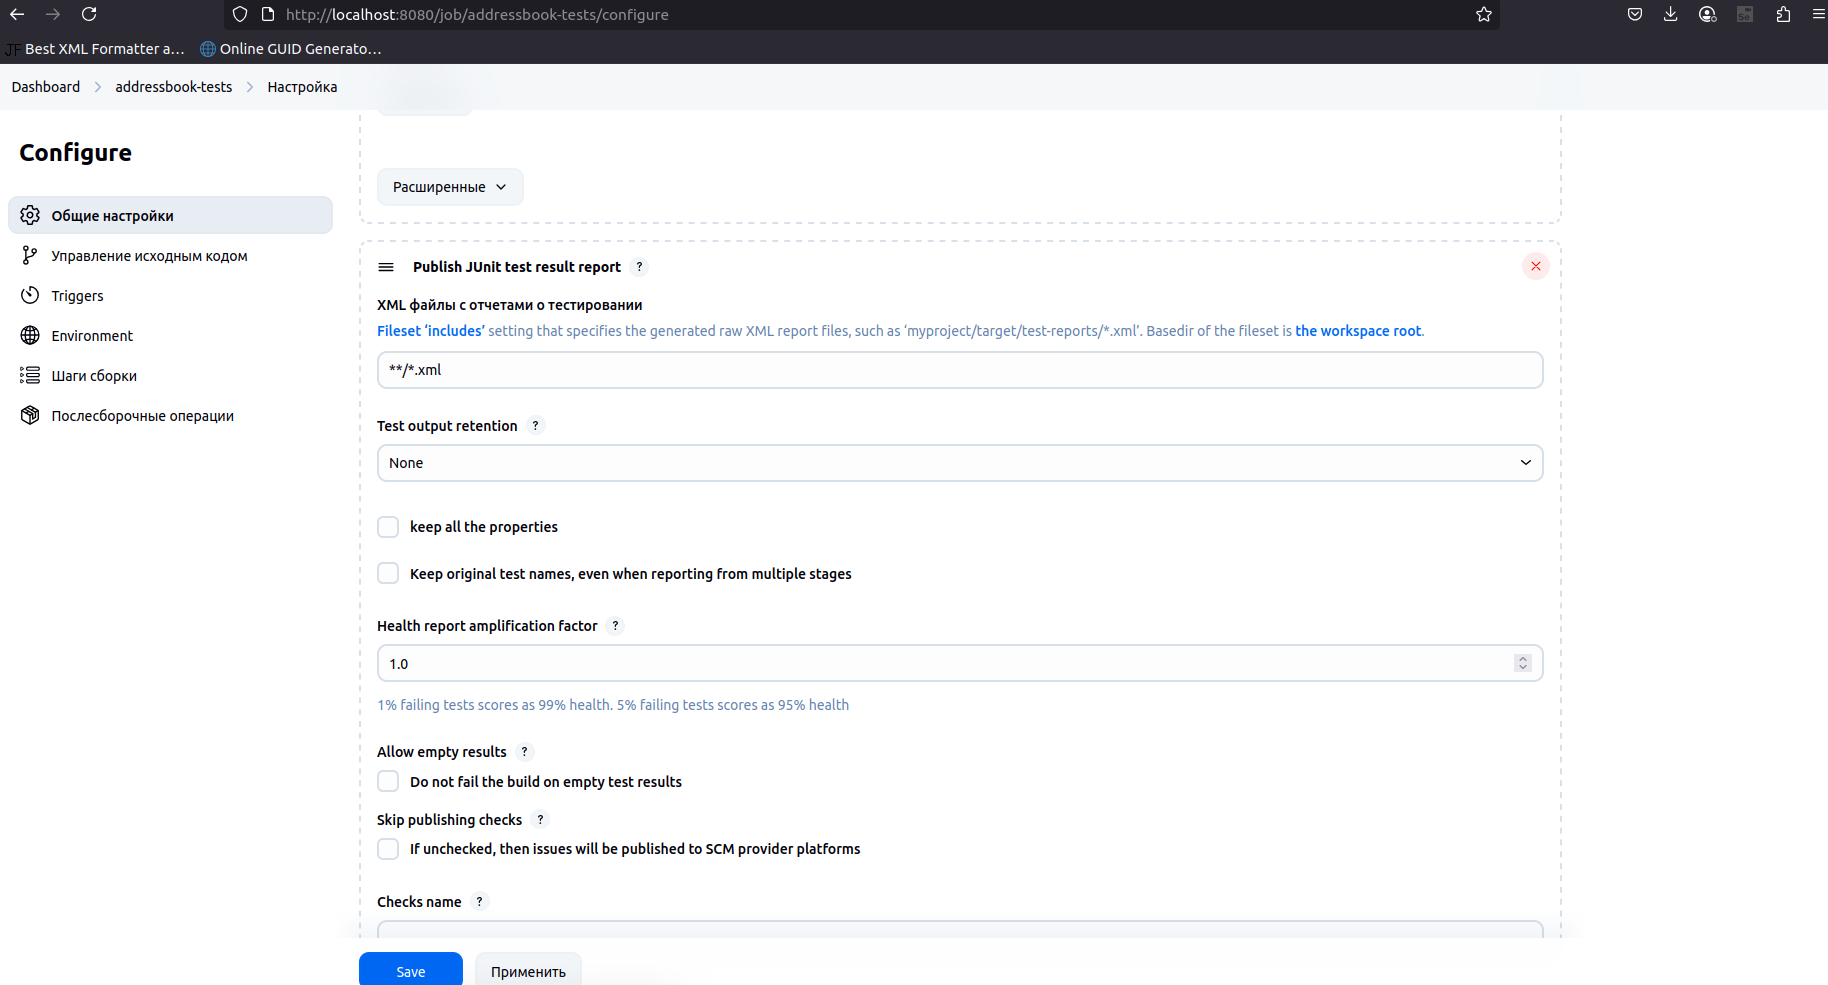 http://localhost:8080/job/addressbook-tests/configure
Best XML Formatter a…
Online GUID Generato…
Dashboard
addressbook-tests
Настройка
Configure
Общие настройки
Управление исходным кодом
Triggers
Environment
Шаги сборки
Послесборочные операции
Расширенные
Publish JUnit test result report ?
XML файлы с отчетами о тестировании
Fileset ‘includes’ setting that specifies the generated raw XML report files, such as ‘myproject/target/test-reports/*.xml’. Basedir of the fileset is the workspace root.
**/*.xml
Test output retention ?
None
keep all the properties
Keep original test names, even when reporting from multiple stages
Health report amplification factor ?
1.0
1% failing tests scores as 99% health. 5% failing tests scores as 95% health
Allow empty results ?
Do not fail the build on empty test results
Skip publishing checks ?
If unchecked, then issues will be published to SCM provider platforms
Checks name ?
Save
Применить